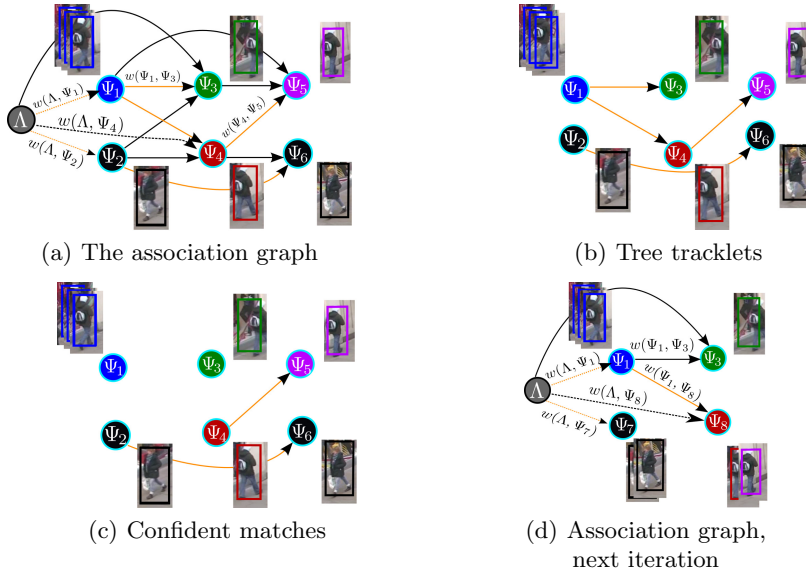 Ψ1
w(Ψ1, Ψ3)
Ψ3
Ψ5
w(Λ, Ψ1)
Λ
w(Λ, Ψ4)
w(Ψ4, Ψ5)
w(Λ, Ψ2)
Ψ2
Ψ4
Ψ6
(a) The association graph
Ψ1
Ψ3
Ψ5
Ψ2
Ψ4
Ψ6
(b) Tree tracklets
Ψ1
Ψ3
Ψ5
Ψ2
Ψ4
Ψ6
(c) Confident matches
w(Ψ1, Ψ3)
Ψ1
Ψ3
w(Λ, Ψ1)
w(Ψ1, Ψ8)
Λ
w(Λ, Ψ8)
w(Λ, Ψ7)
Ψ7
Ψ8
(d) Association graph,
next iteration